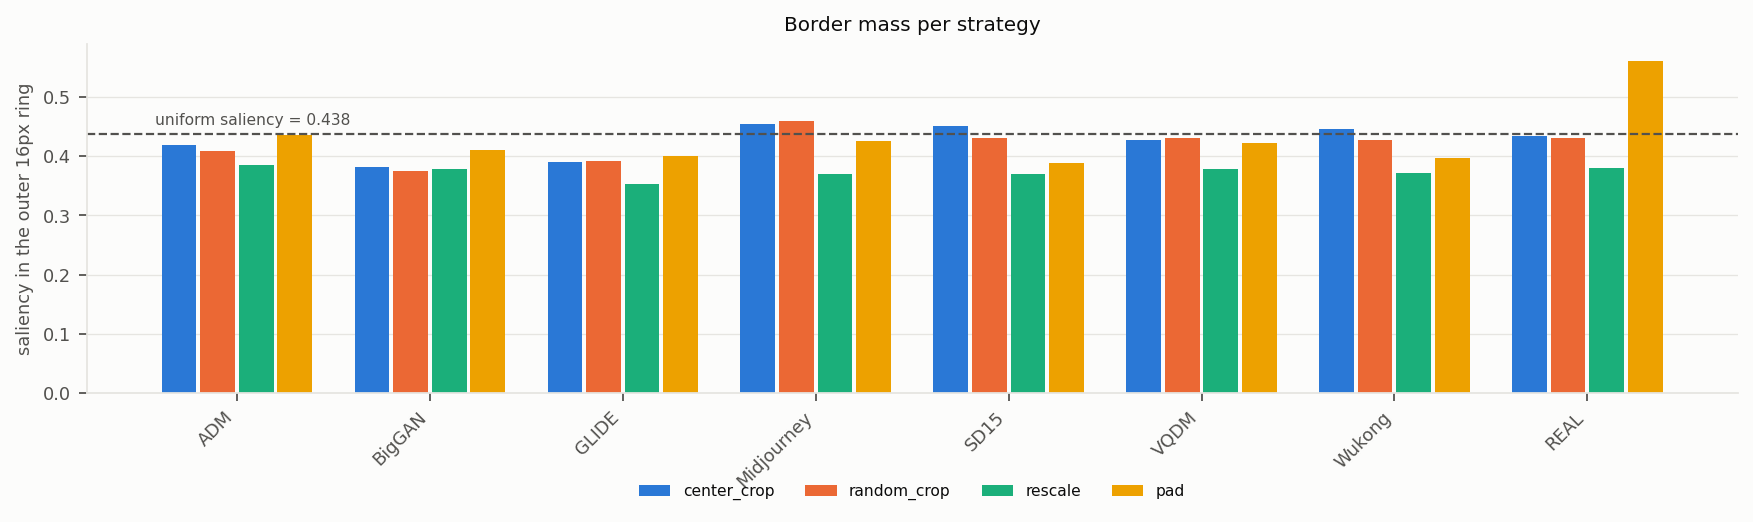 Border mass per strategy
saliency in the outer 16px ring
0.5
0.4
0.3
0.2
0.1
0.0
uniform saliency = 0.438
ADM
BigGAN
GLIDE
Midjourney
SD15
VQDM
Wukong
REAL
center_crop
random_crop
rescale
pad